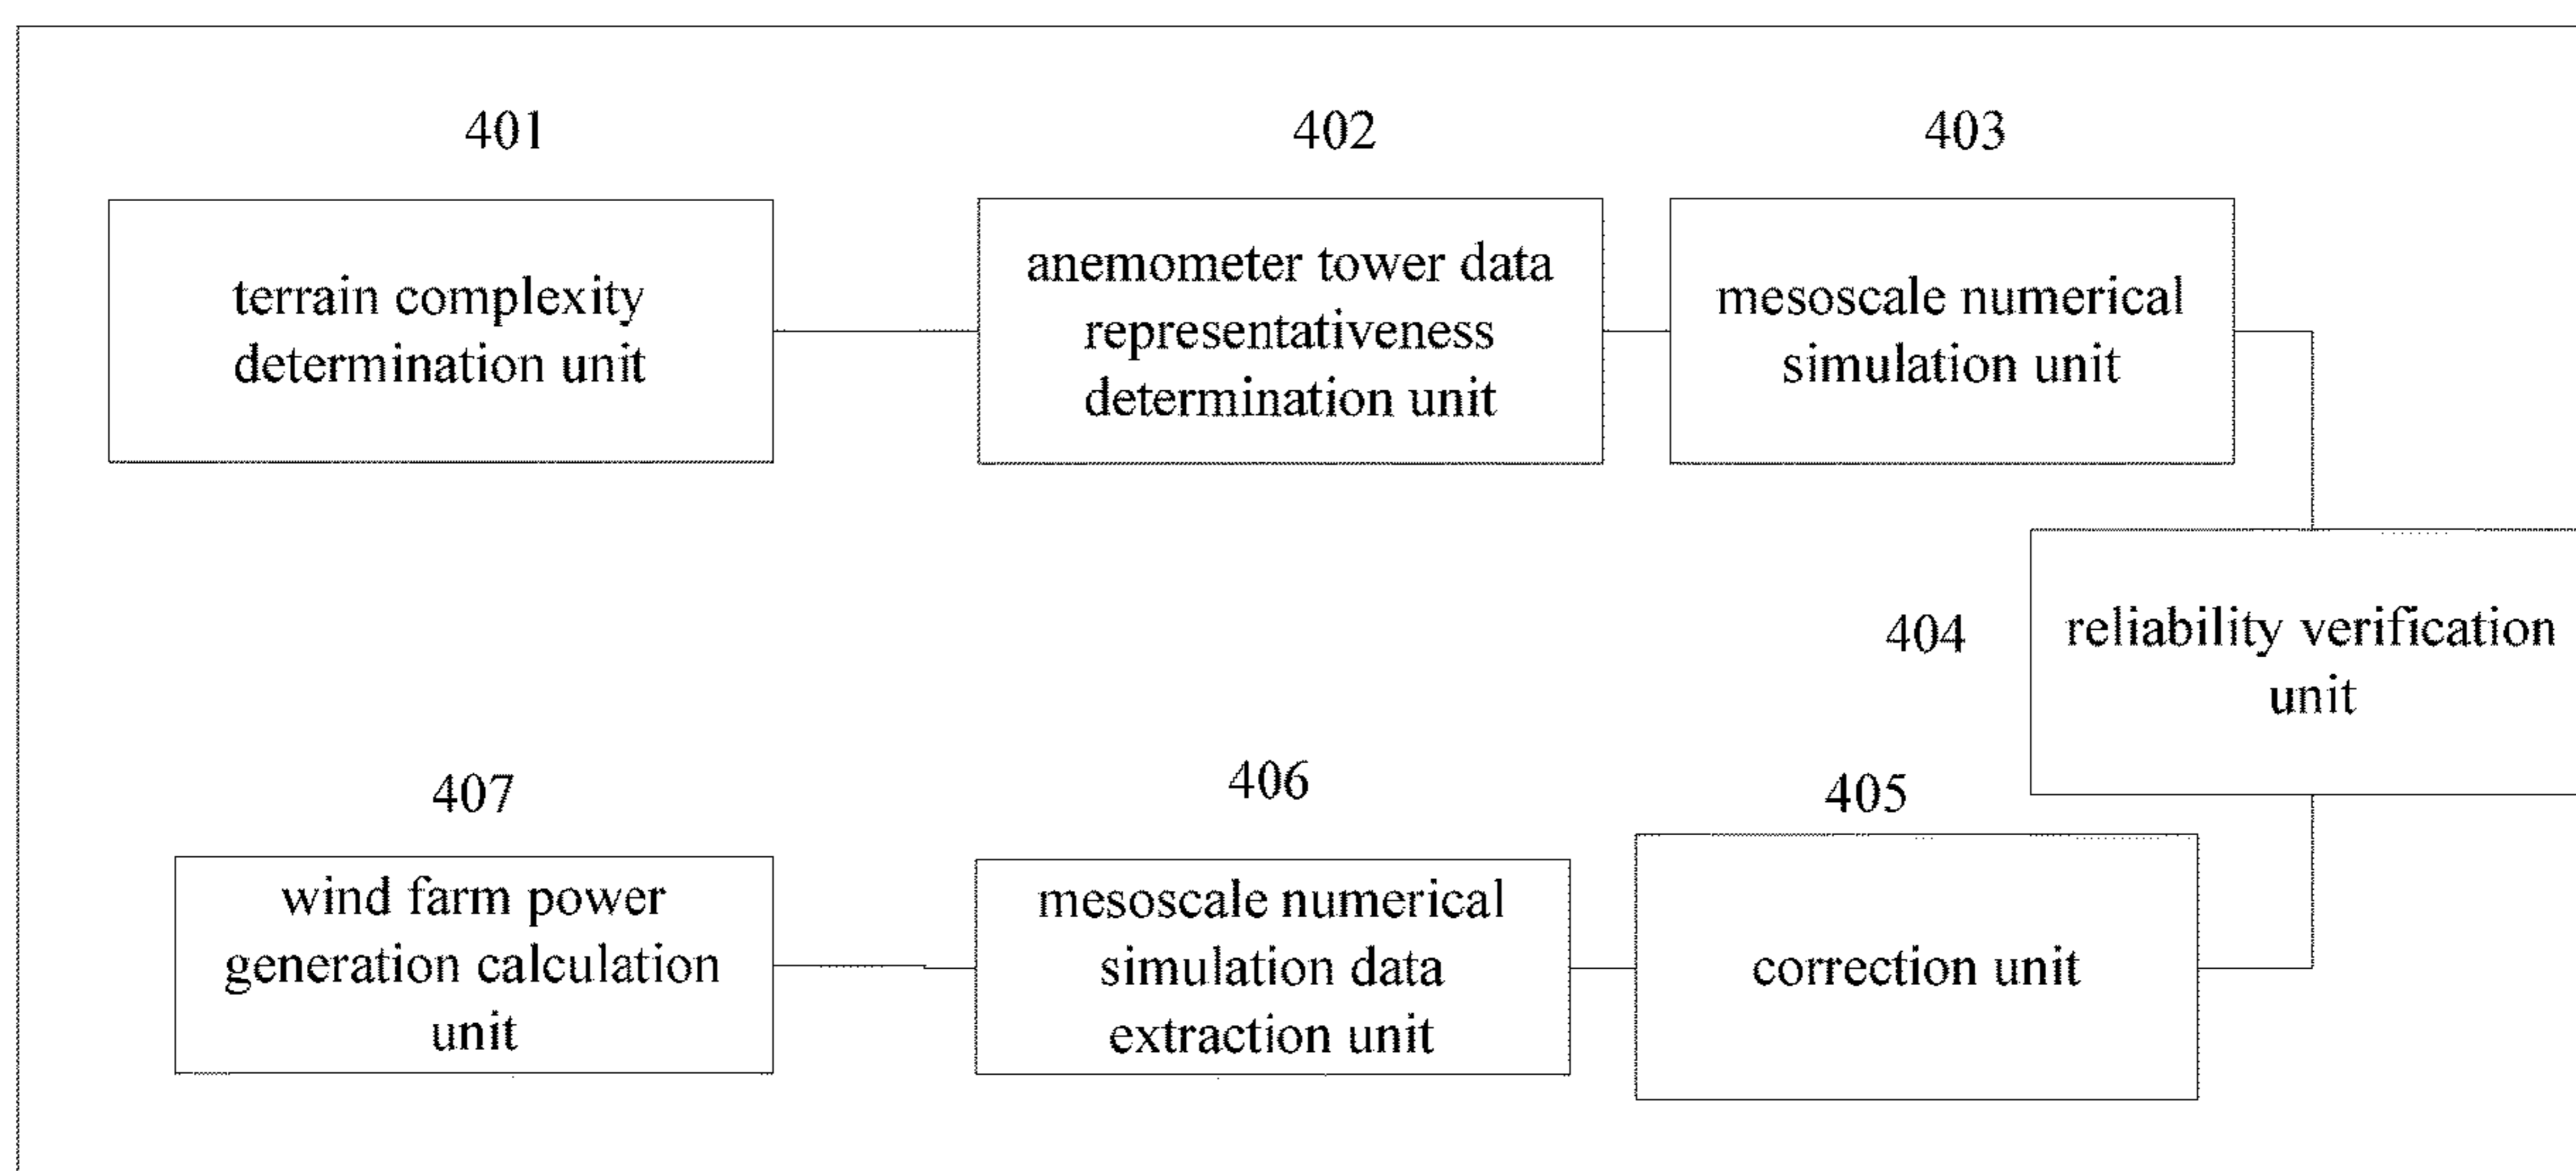 401
terrain complexity
determination unit
402
anemometer tower data
representativeness
determination unit
403
mesoscale numerical
simulation unit
404
reliability verification
unit
405
correction unit
406
mesoscale numerical
simulation data
extraction unit
407
wind farm power
generation calculation
unit